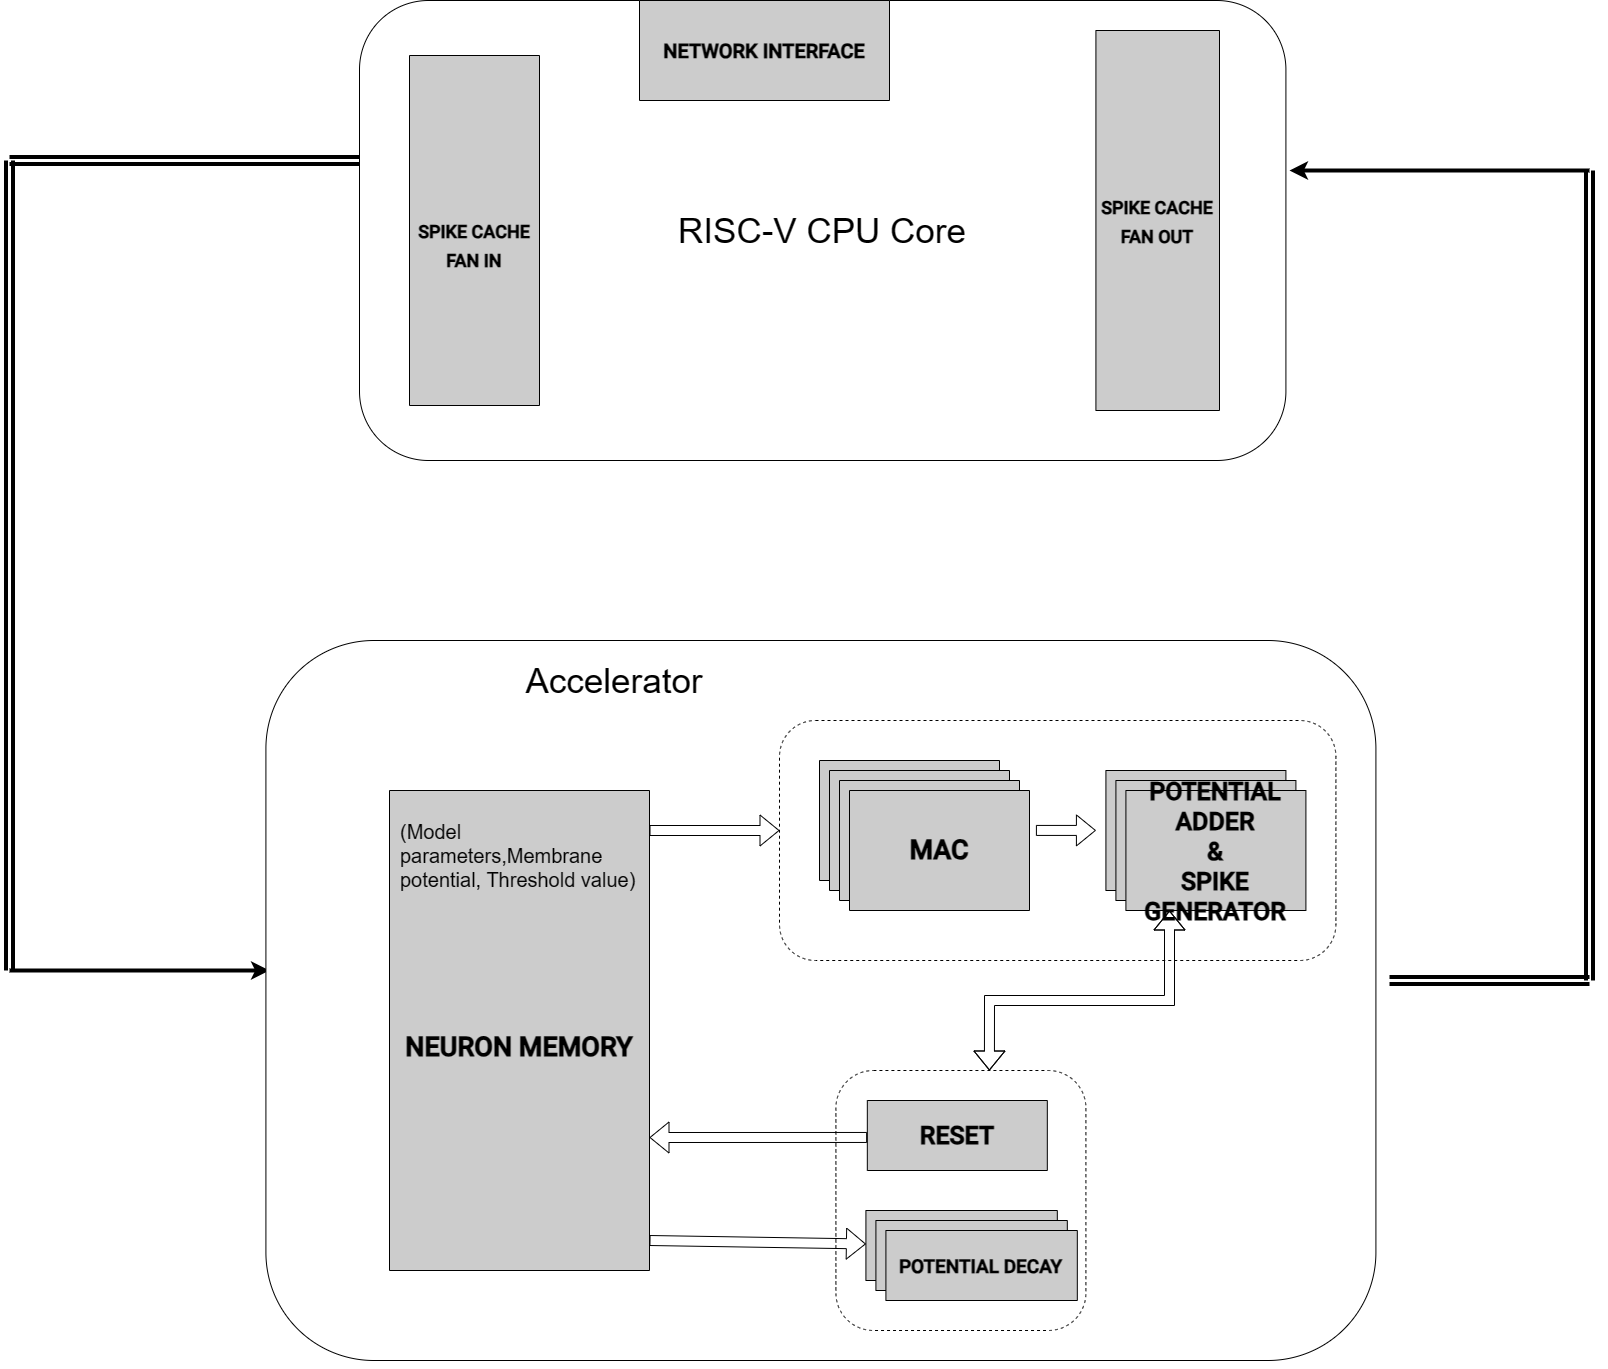 NETWORK INTERFACE
SPIKE CACHE
FAN IN
RISC-V CPU Core
SPIKE CACHE
FAN OUT
Accelerator
(Model
parameters,Membrane
potential, Threshold value)
NEURON MEMORY
MAC
POTENTIAL
ADDER
&
SPIKE
GENERATOR
RESET
POTENTIAL DECAY